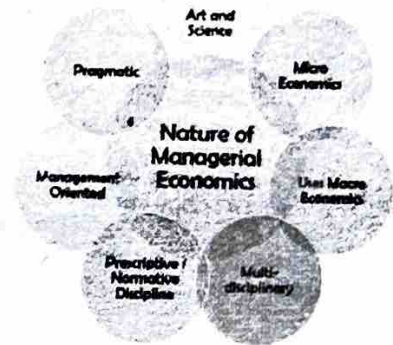 Art and
Science
Pragmatic
Micro
Economics
Nature of
Managerial
Economics
Management
Oriented
Uses Macro
Economics
Prescriptive /
Normative
Discipline
Multi-
disciplinary